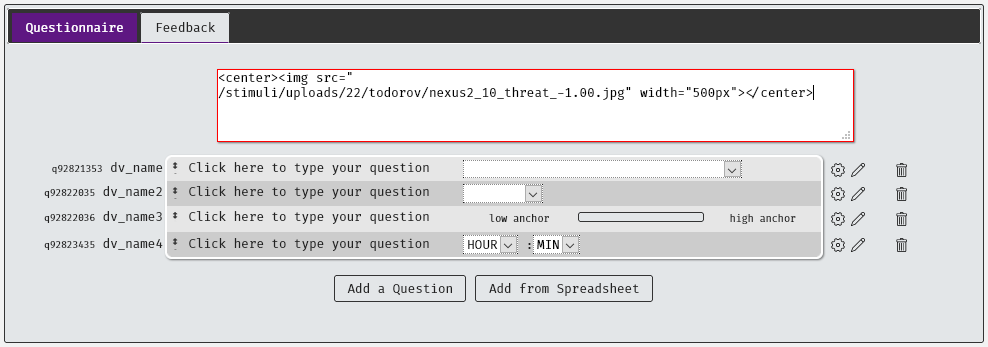 Questionnaire Feedback
<center><img src="
/stimuli/uploads/22/todorov/nexus2_10_threat_-1.00.jpg" width="500px"></center>
q92821353 dv_name Click here to type your question
q92822035 dv_name2 Click here to type your question
q92822036 dv_name3 Click here to type your question low anchor high anchor
q92823435 dv_name4 Click here to type your question HOUR : MIN
Add a Question Add from Spreadsheet